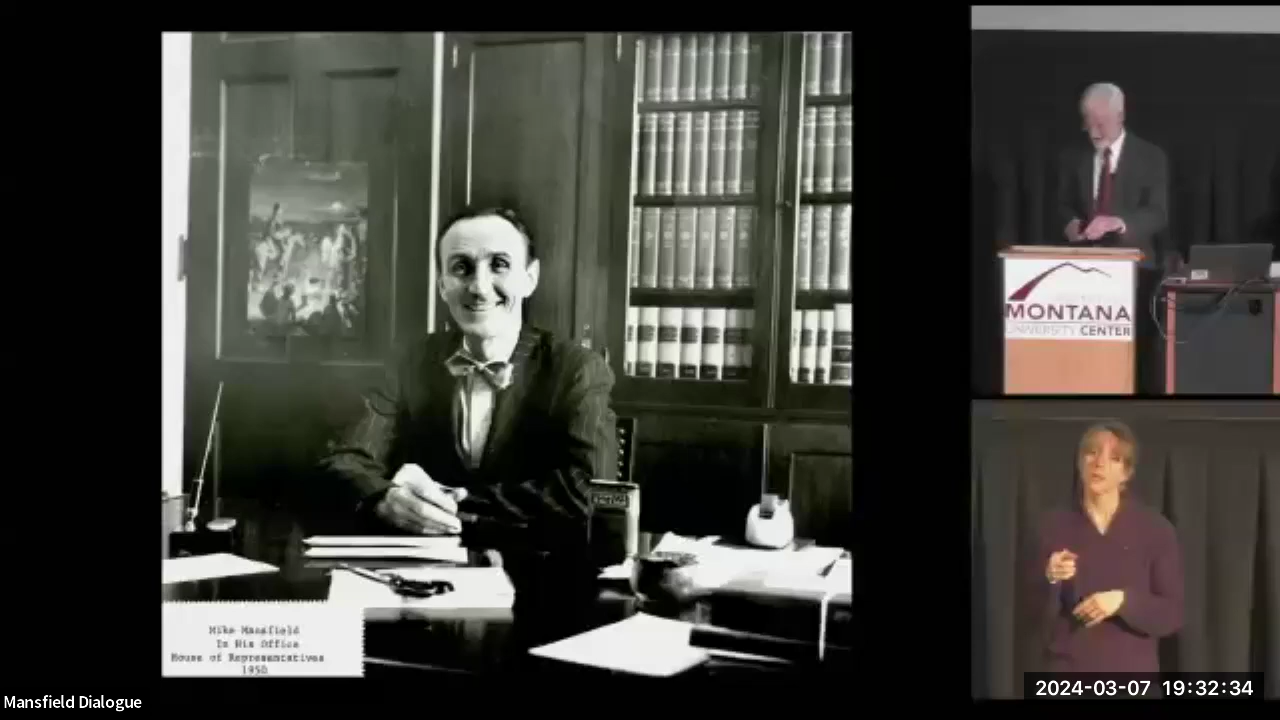 Mike Mansfield
In His Office
House of Representatives
1950
MONTANA
UNIVERSITY CENTER
Mansfield Dialogue
2024-03-07 19:32:34